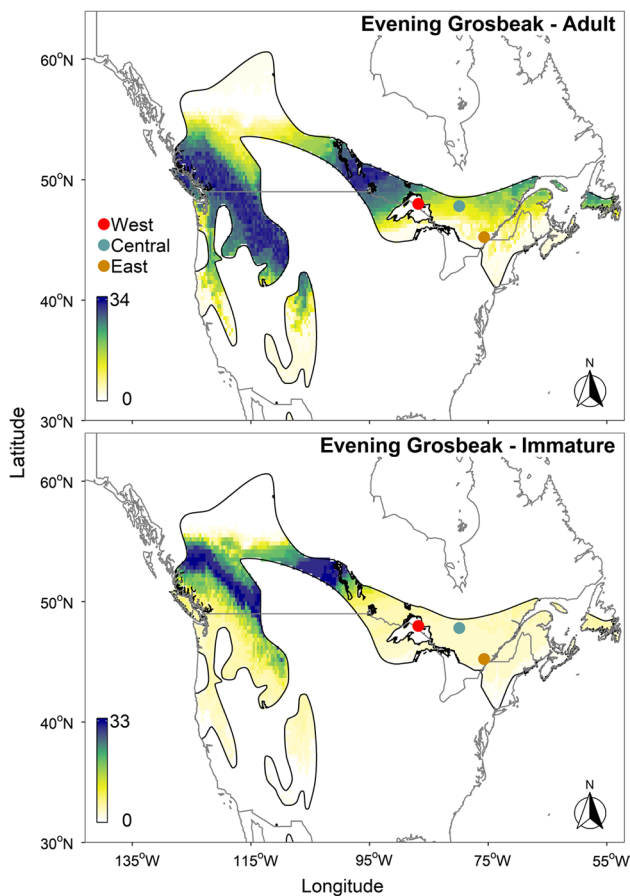 Evening Grosbeak - Adult
60°N
50°N
40°N
30°N
West
Central
East
34
0
N
Latitude
Evening Grosbeak - Immature
60°N
50°N
40°N
30°N
33
0
N
135°W 115°W 95°W 75°W 55°W
Longitude